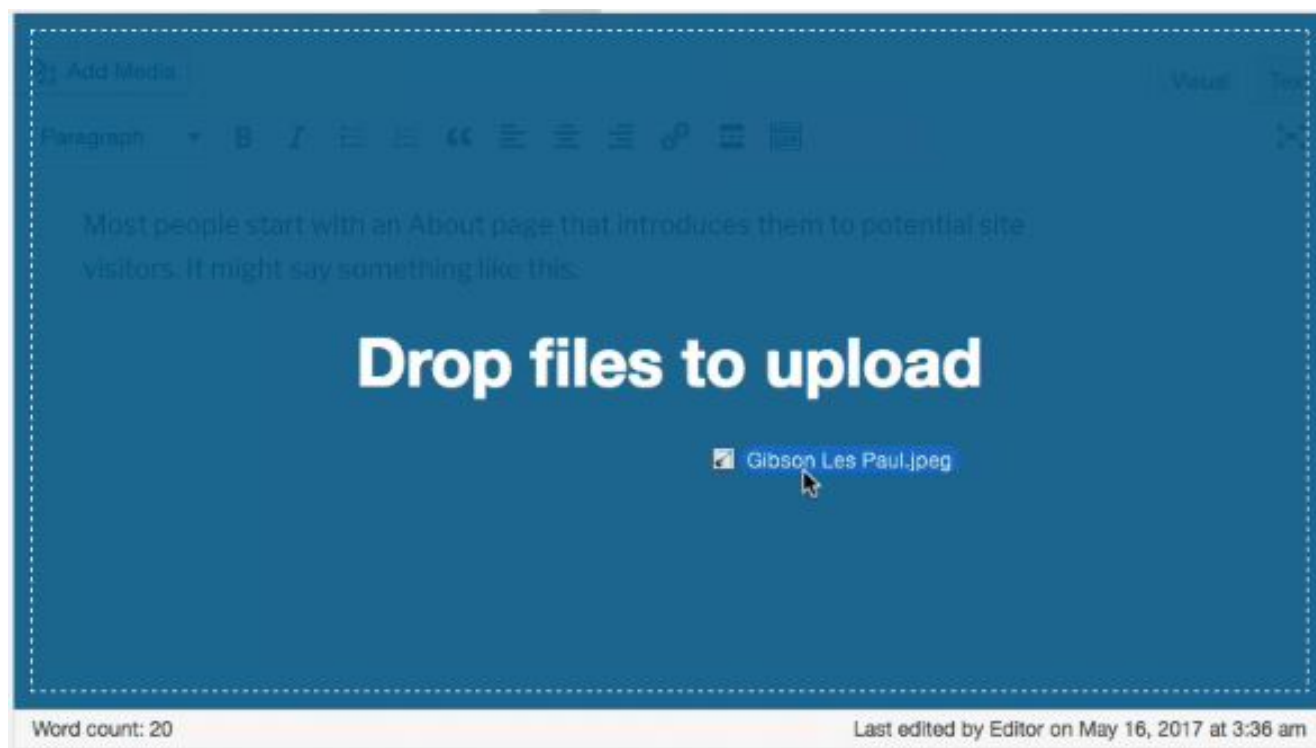 Add Media
Visual
Paragraph B I
Most people start with an About page that introduces them to potential site
visitors. It might say something like this:
Drop files to upload
Gibson Les Paul.jpeg
Word count: 20
Last edited by Editor on May 16, 2017 at 3:36 am